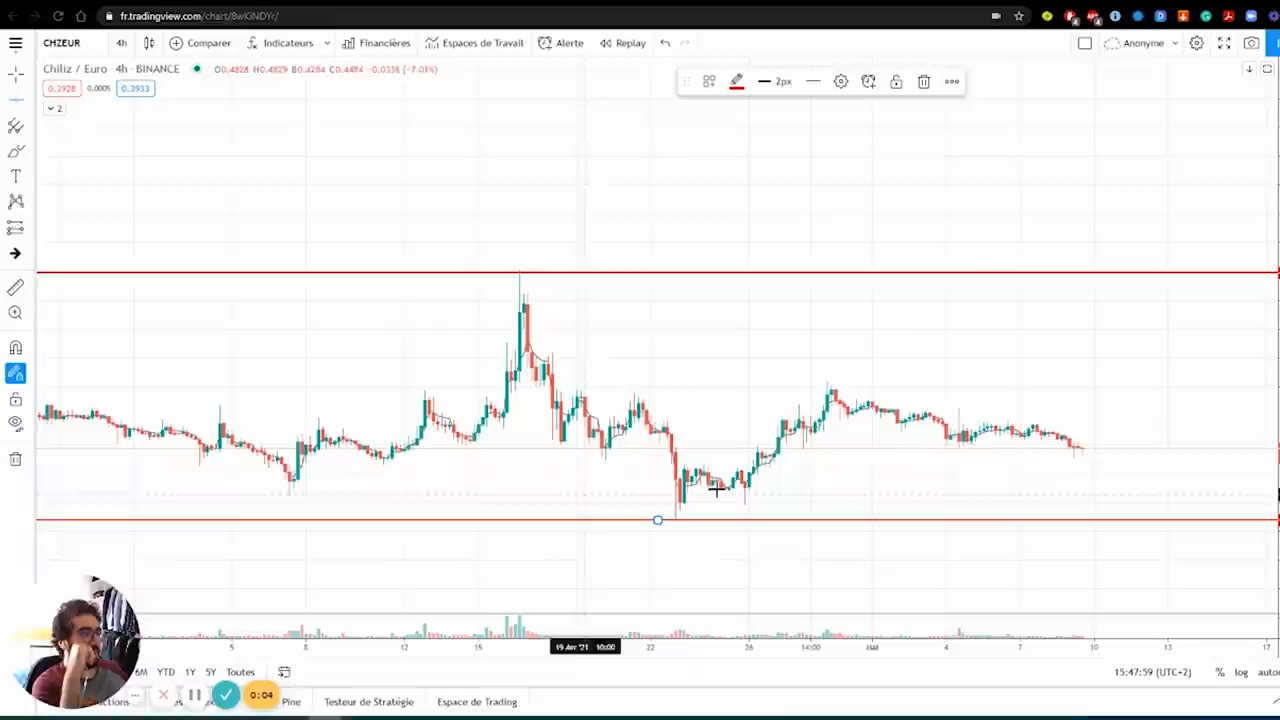 fr.tradingview.com/chart/8wKiNDYr/
CHZEUR 4h Comparer Indicateurs Financières Espaces de Travail Alerte Replay Anonyme
Chiliz / Euro · 4h · BINANCE O0.4828 H0.4829 B0.4284 C0.4484 -0.0338 (-7.01%)
0.3928 0.0005 0.3933 2px
2
5 8 12 15 19 Avr '21 22 26 14:00 Mai 4 7 10 13 17
6M YTD 1Y 5Y Toutes 15:47:59 (UTC+2) % log auto
0:04 Pine Testeur de Stratégie Espace de Trading